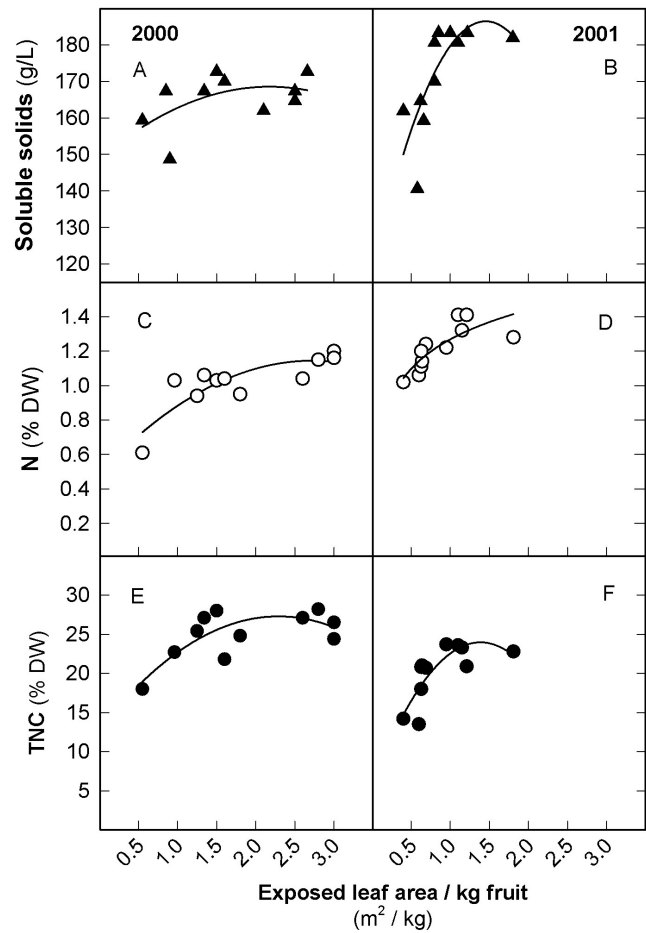 2000
2001
A
B
Soluble solids (g/L)
180
170
160
150
140
130
120
C
D
N (% DW)
1.4
1.2
1.0
0.8
0.6
0.4
0.2
E
F
TNC (% DW)
30
25
20
15
10
5
0.5 1.0 1.5 2.0 2.5 3.0 0.5 1.0 1.5 2.0 2.5 3.0
Exposed leaf area / kg fruit
(m² / kg)